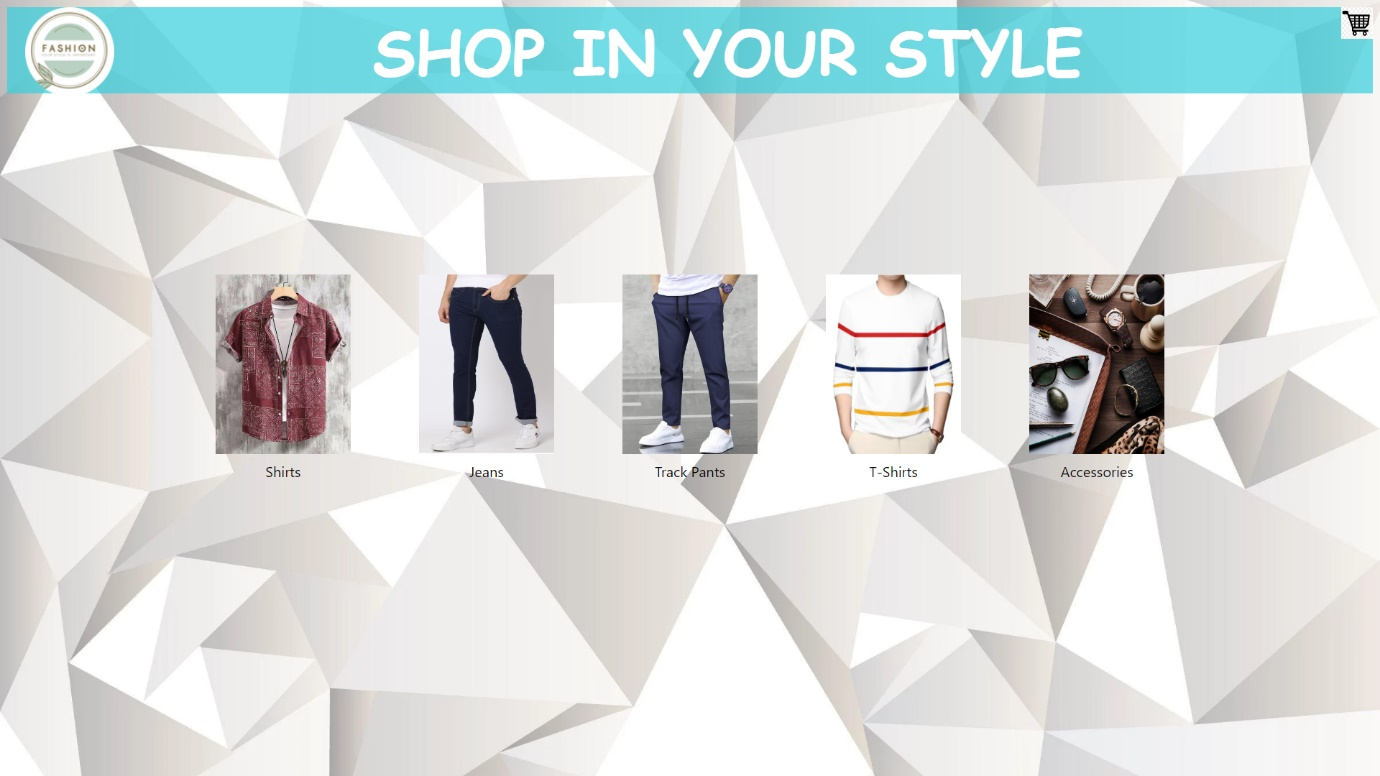 FASHION
SHOP IN YOUR STYLE
Shirts
Jeans
Track Pants
T-Shirts
Accessories